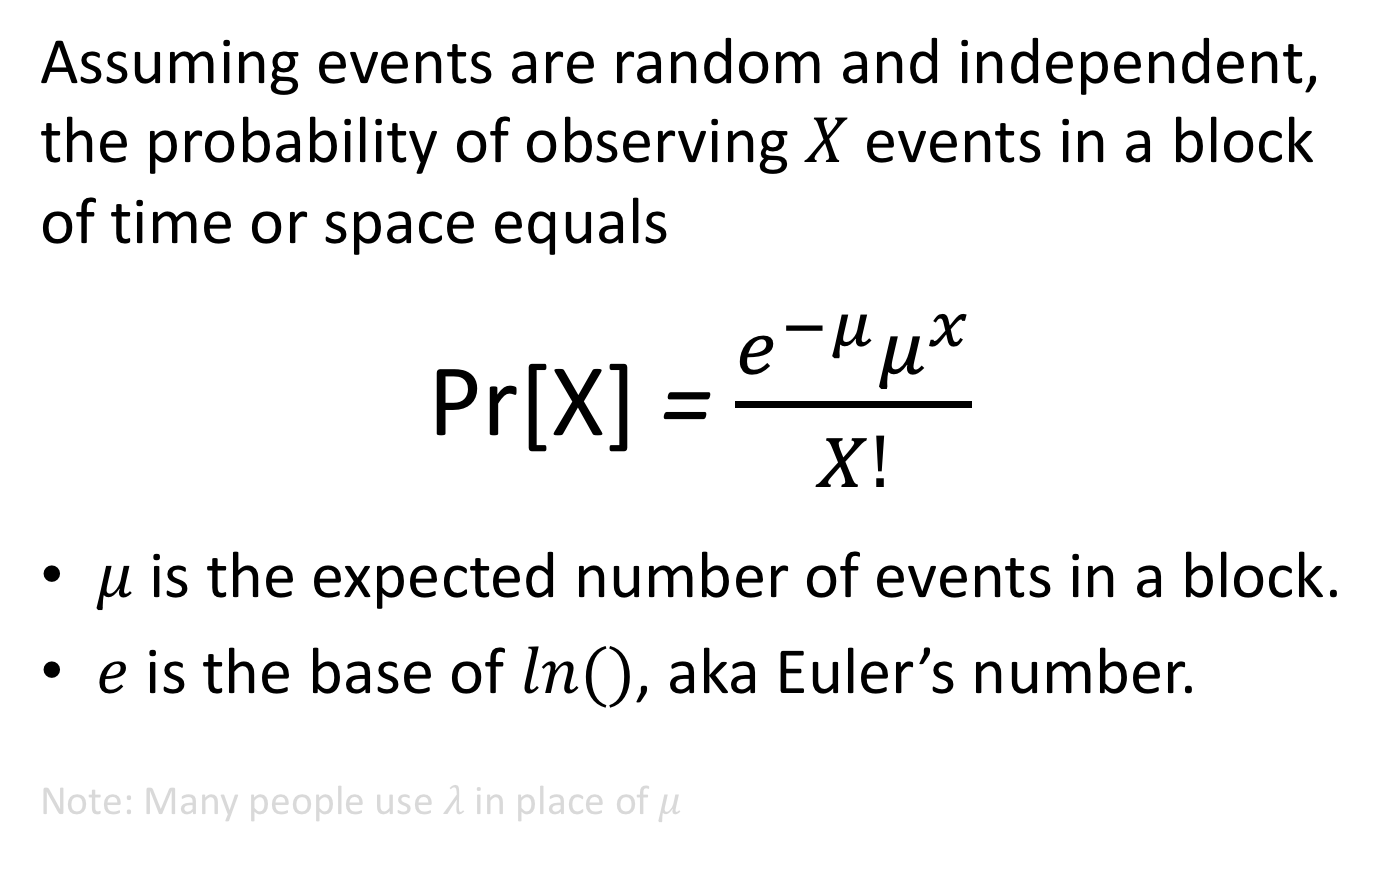 Assuming events are random and independent,
the probability of observing X events in a block
of time or space equals
Pr[X] = \frac{e^{-μ}μ^{x}}{X!}
• μ is the expected number of events in a block.
• e is the base of ln(), aka Euler’s number.
Note: Many people use λ in place of μ